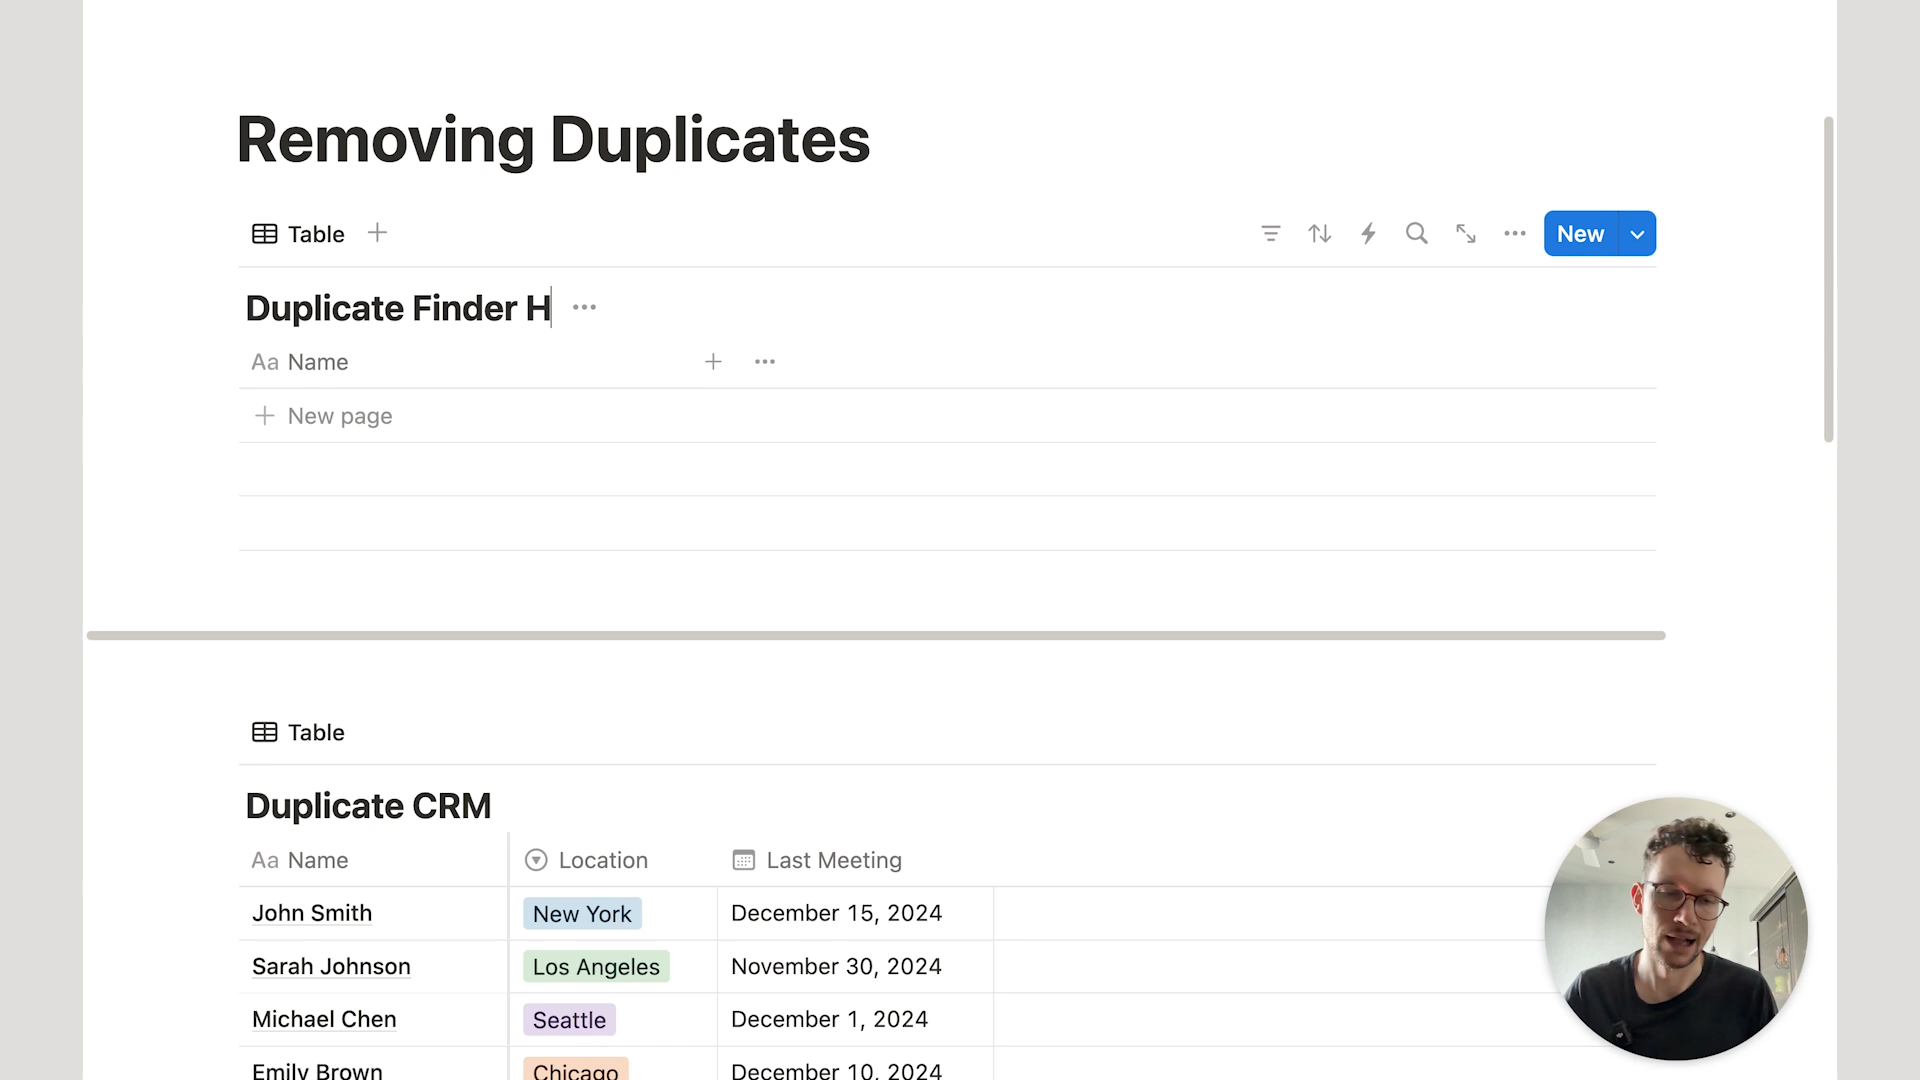 Removing Duplicates
Table
New
Duplicate Finder H
Aa Name
New page
Table
Duplicate CRM
Aa Name Location Last Meeting
John Smith New York December 15, 2024
Sarah Johnson Los Angeles November 30, 2024
Michael Chen Seattle December 1, 2024
Emily Brown Chicago December 10, 2024